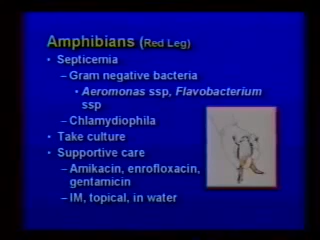 Amphibians (Red Leg)
• Septicemia
– Gram negative bacteria
• Aeromonas ssp, Flavobacterium
ssp
– Chlamydiophila
• Take culture
• Supportive care
– Amikacin, enrofloxacin,
gentamicin
– IM, topical, in water